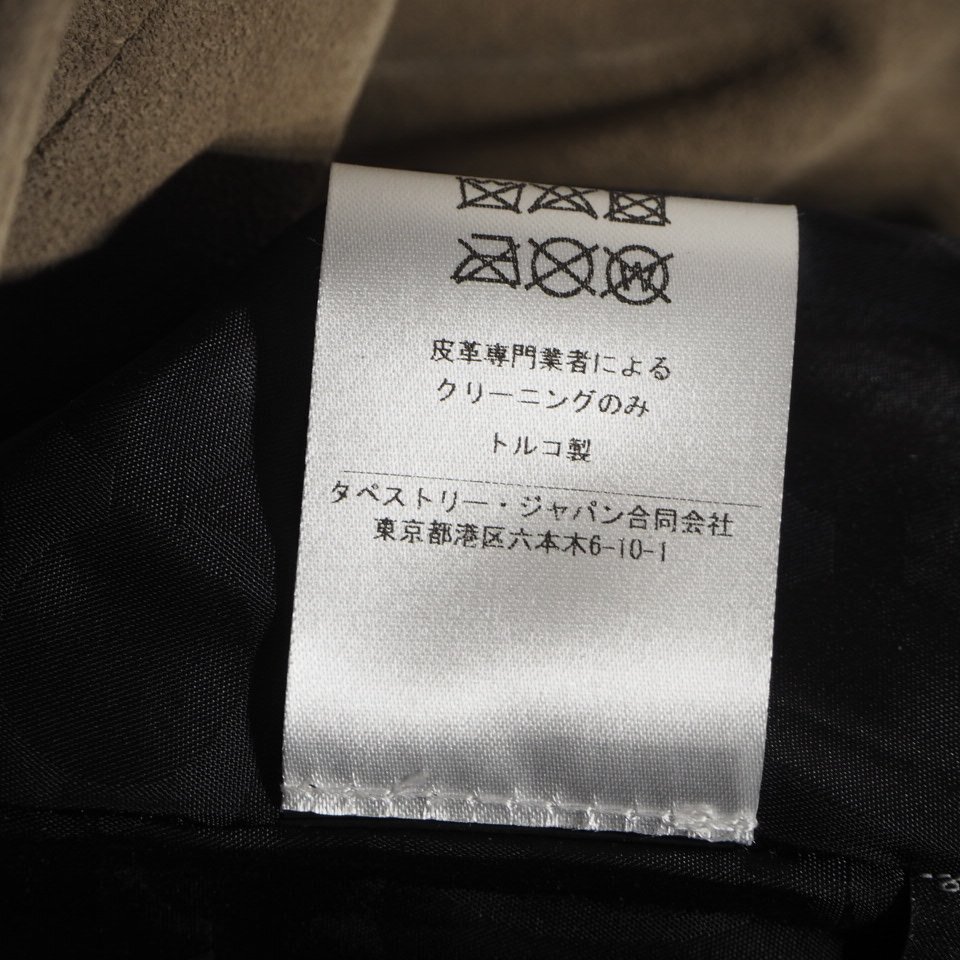 W
皮革専門業者による
クリーニングのみ
トルコ製
タペストリー・ジャパン合同会社
東京都港区六本木6-10-1